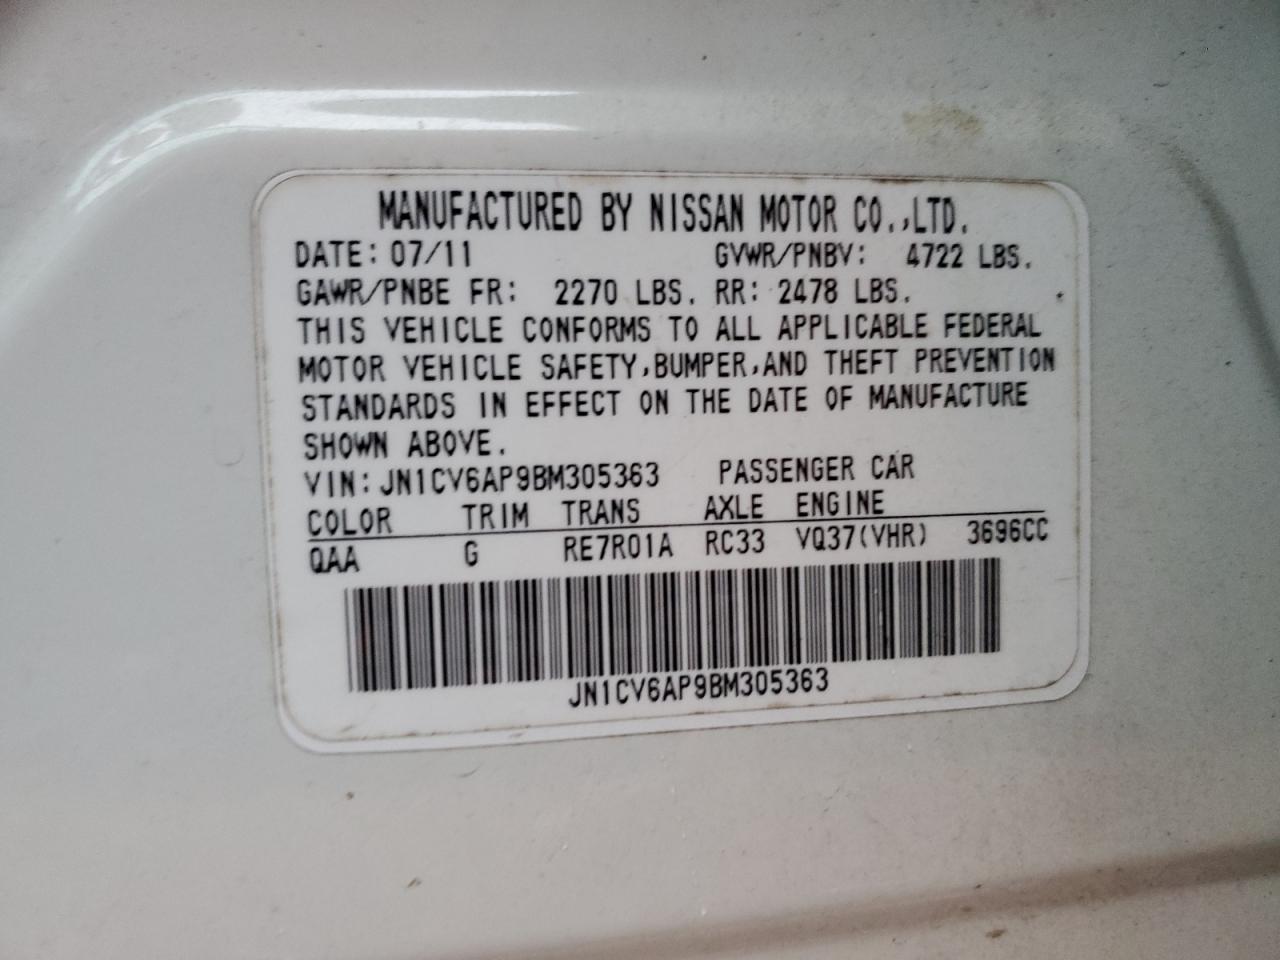 MANUFACTURED BY NISSAN MOTOR CO.,LTD.
DATE: 07/11 GVWR/PNBV: 4722 LBS.
GAWR/PNBE FR: 2270 LBS. RR: 2478 LBS.
THIS VEHICLE CONFORMS TO ALL APPLICABLE FEDERAL
MOTOR VEHICLE SAFETY,BUMPER,AND THEFT PREVENTION
STANDARDS IN EFFECT ON THE DATE OF MANUFACTURE
SHOWN ABOVE.
VIN: JN1CV6AP9BM305363 PASSENGER CAR
COLOR TRIM TRANS AXLE ENGINE
QAA G RE7R01A RC33 VQ37(VHR) 3696CC
JN1CV6AP9BM305363